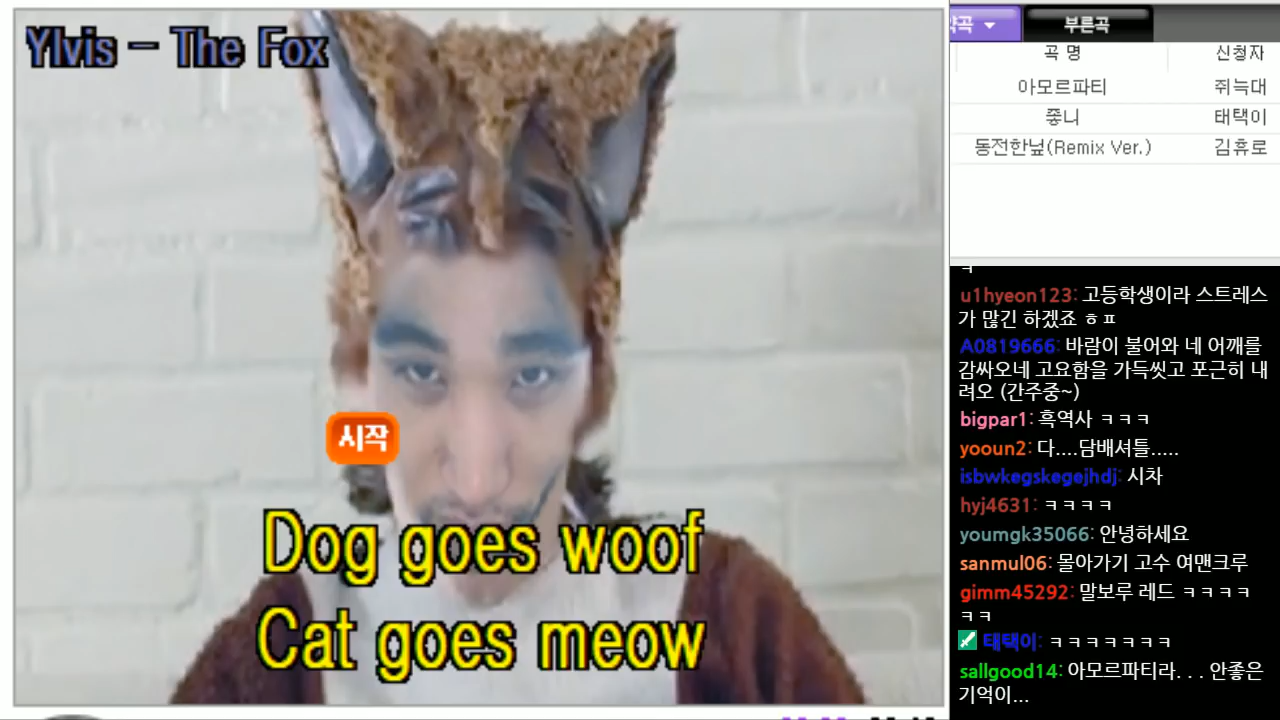 Ylvis - The Fox
시작
Dog goes woof
Cat goes meow
부른곡
곡 명 신청자
아모르파티 쥐늑대
좋니 태택이
동전한닢(Remix Ver.) 김휴로
u1hyeon123: 고등학생이라 스트레스
가 많긴 하겠죠 ㅎㅍ
A0819666: 바람이 불어와 네 어깨를
감싸오네 고요함을 가득씻고 포근히 내
려오 (간주중~)
bigpar1: 흑역사 ㅋㅋㅋ
yooun2: 다....담배셔틀.....
isbwkegskegejhdj: 시차
hyj4631: ㅋㅋㅋㅋ
youmgk35066: 안녕하세요
sanmul06: 몰아가기 고수 여맨크루
gimm45292: 말보루 레드 ㅋㅋㅋㅋ
ㅋㅋ
태택이: ㅋㅋㅋㅋㅋㅋㅋ
sallgood14: 아모르파티라. . . 안좋은
기억이...